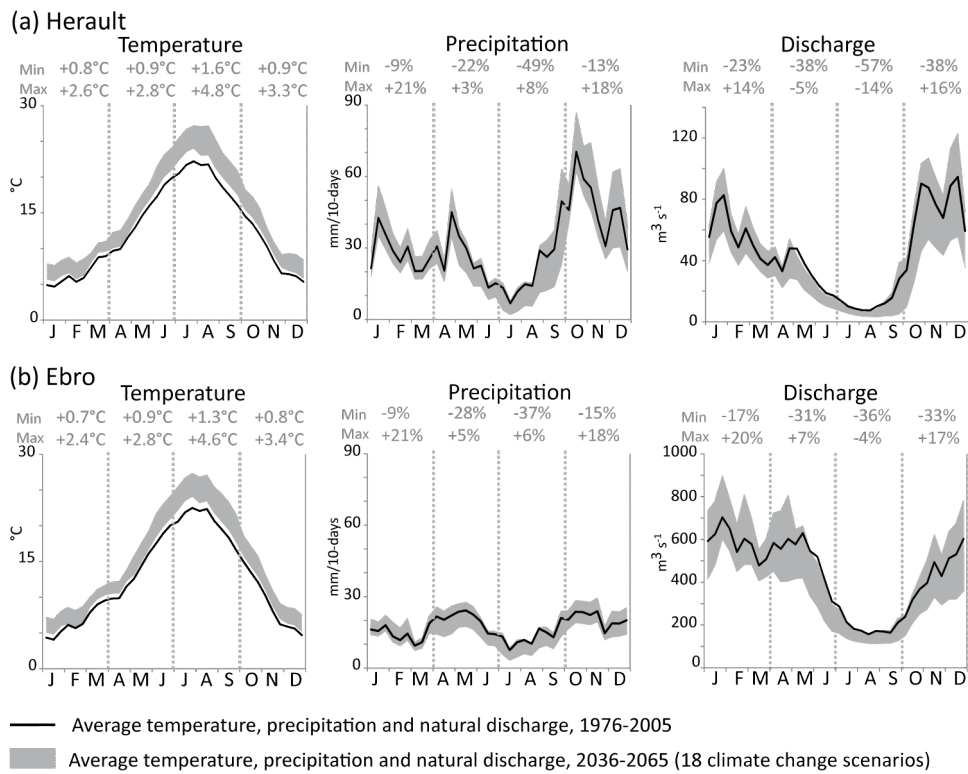 (a) Herault
Temperature Precipitation Discharge
Min +0.8°C +0.9°C +1.6°C +0.9°C Min -9% -22% -49% -13% Min -23% -38% -57% -38%
Max +2.6°C +2.8°C +4.8°C +3.3°C Max +21% +3% +8% +18% Max +14% -5% -14% +16%
30 90
120
60
80
°C mm/10-days m³ s⁻¹
15
30
40
0 0 0
J F M A M J J A S O N D J F M A M J J A S O N D J F M A M J J A S O N D
(b) Ebro
Temperature Precipitation Discharge
Min +0.7°C +0.9°C +1.3°C +0.8°C Min -9% -28% -37% -15% Min -17% -31% -36% -33%
Max +2.4°C +2.8°C +4.6°C +3.4°C Max +21% +5% +6% +18% Max +20% +7% -4% +17%
30 90 1000
800
60
600
°C mm/10-days m³ s⁻¹
15
400
30
200
0 0 0
J F M A M J J A S O N D J F M A M J J A S O N D J F M A M J J A S O N D
Average temperature, precipitation and natural discharge, 1976-2005
Average temperature, precipitation and natural discharge, 2036-2065 (18 climate change scenarios)